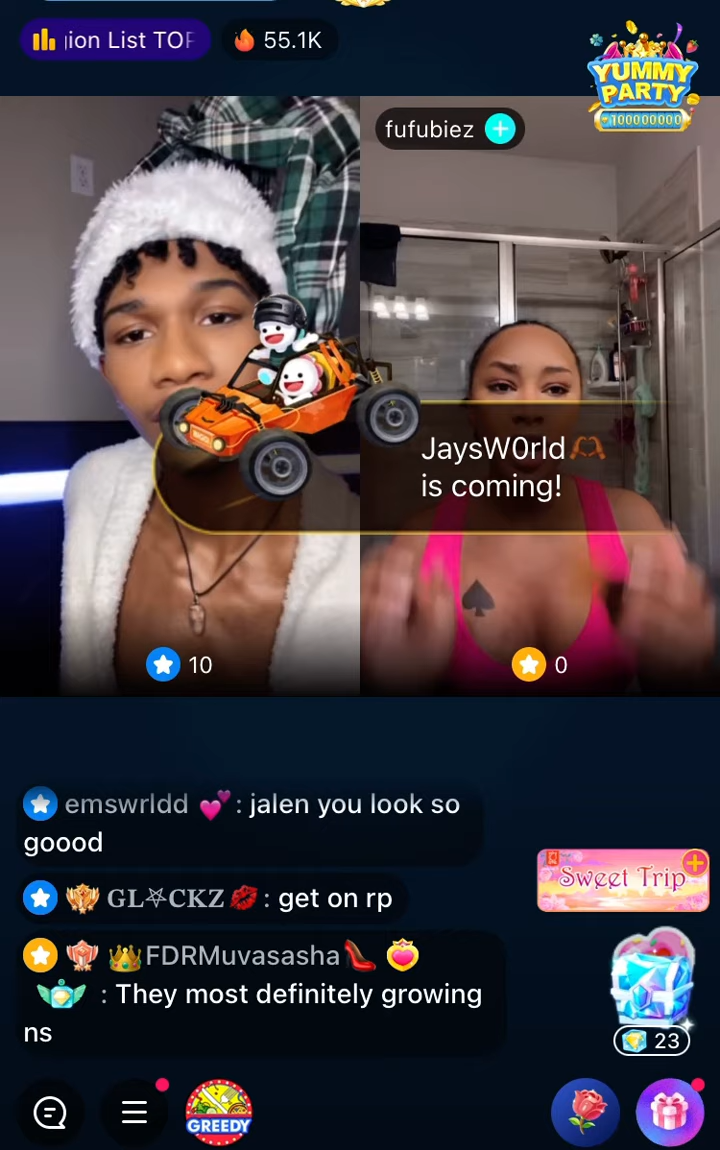 ion List TOP
55.1K
YUMMY
PARTY
100000000
fufubiez
JaysW0rld
is coming!
10
0
emswrldd 💕 : jalen you look so
goood
GL⛧CKZ💋 : get on rp
👑FDRMuvasasha👠
: They most definitely growing
ns
Sweet Trip
23
GREEDY